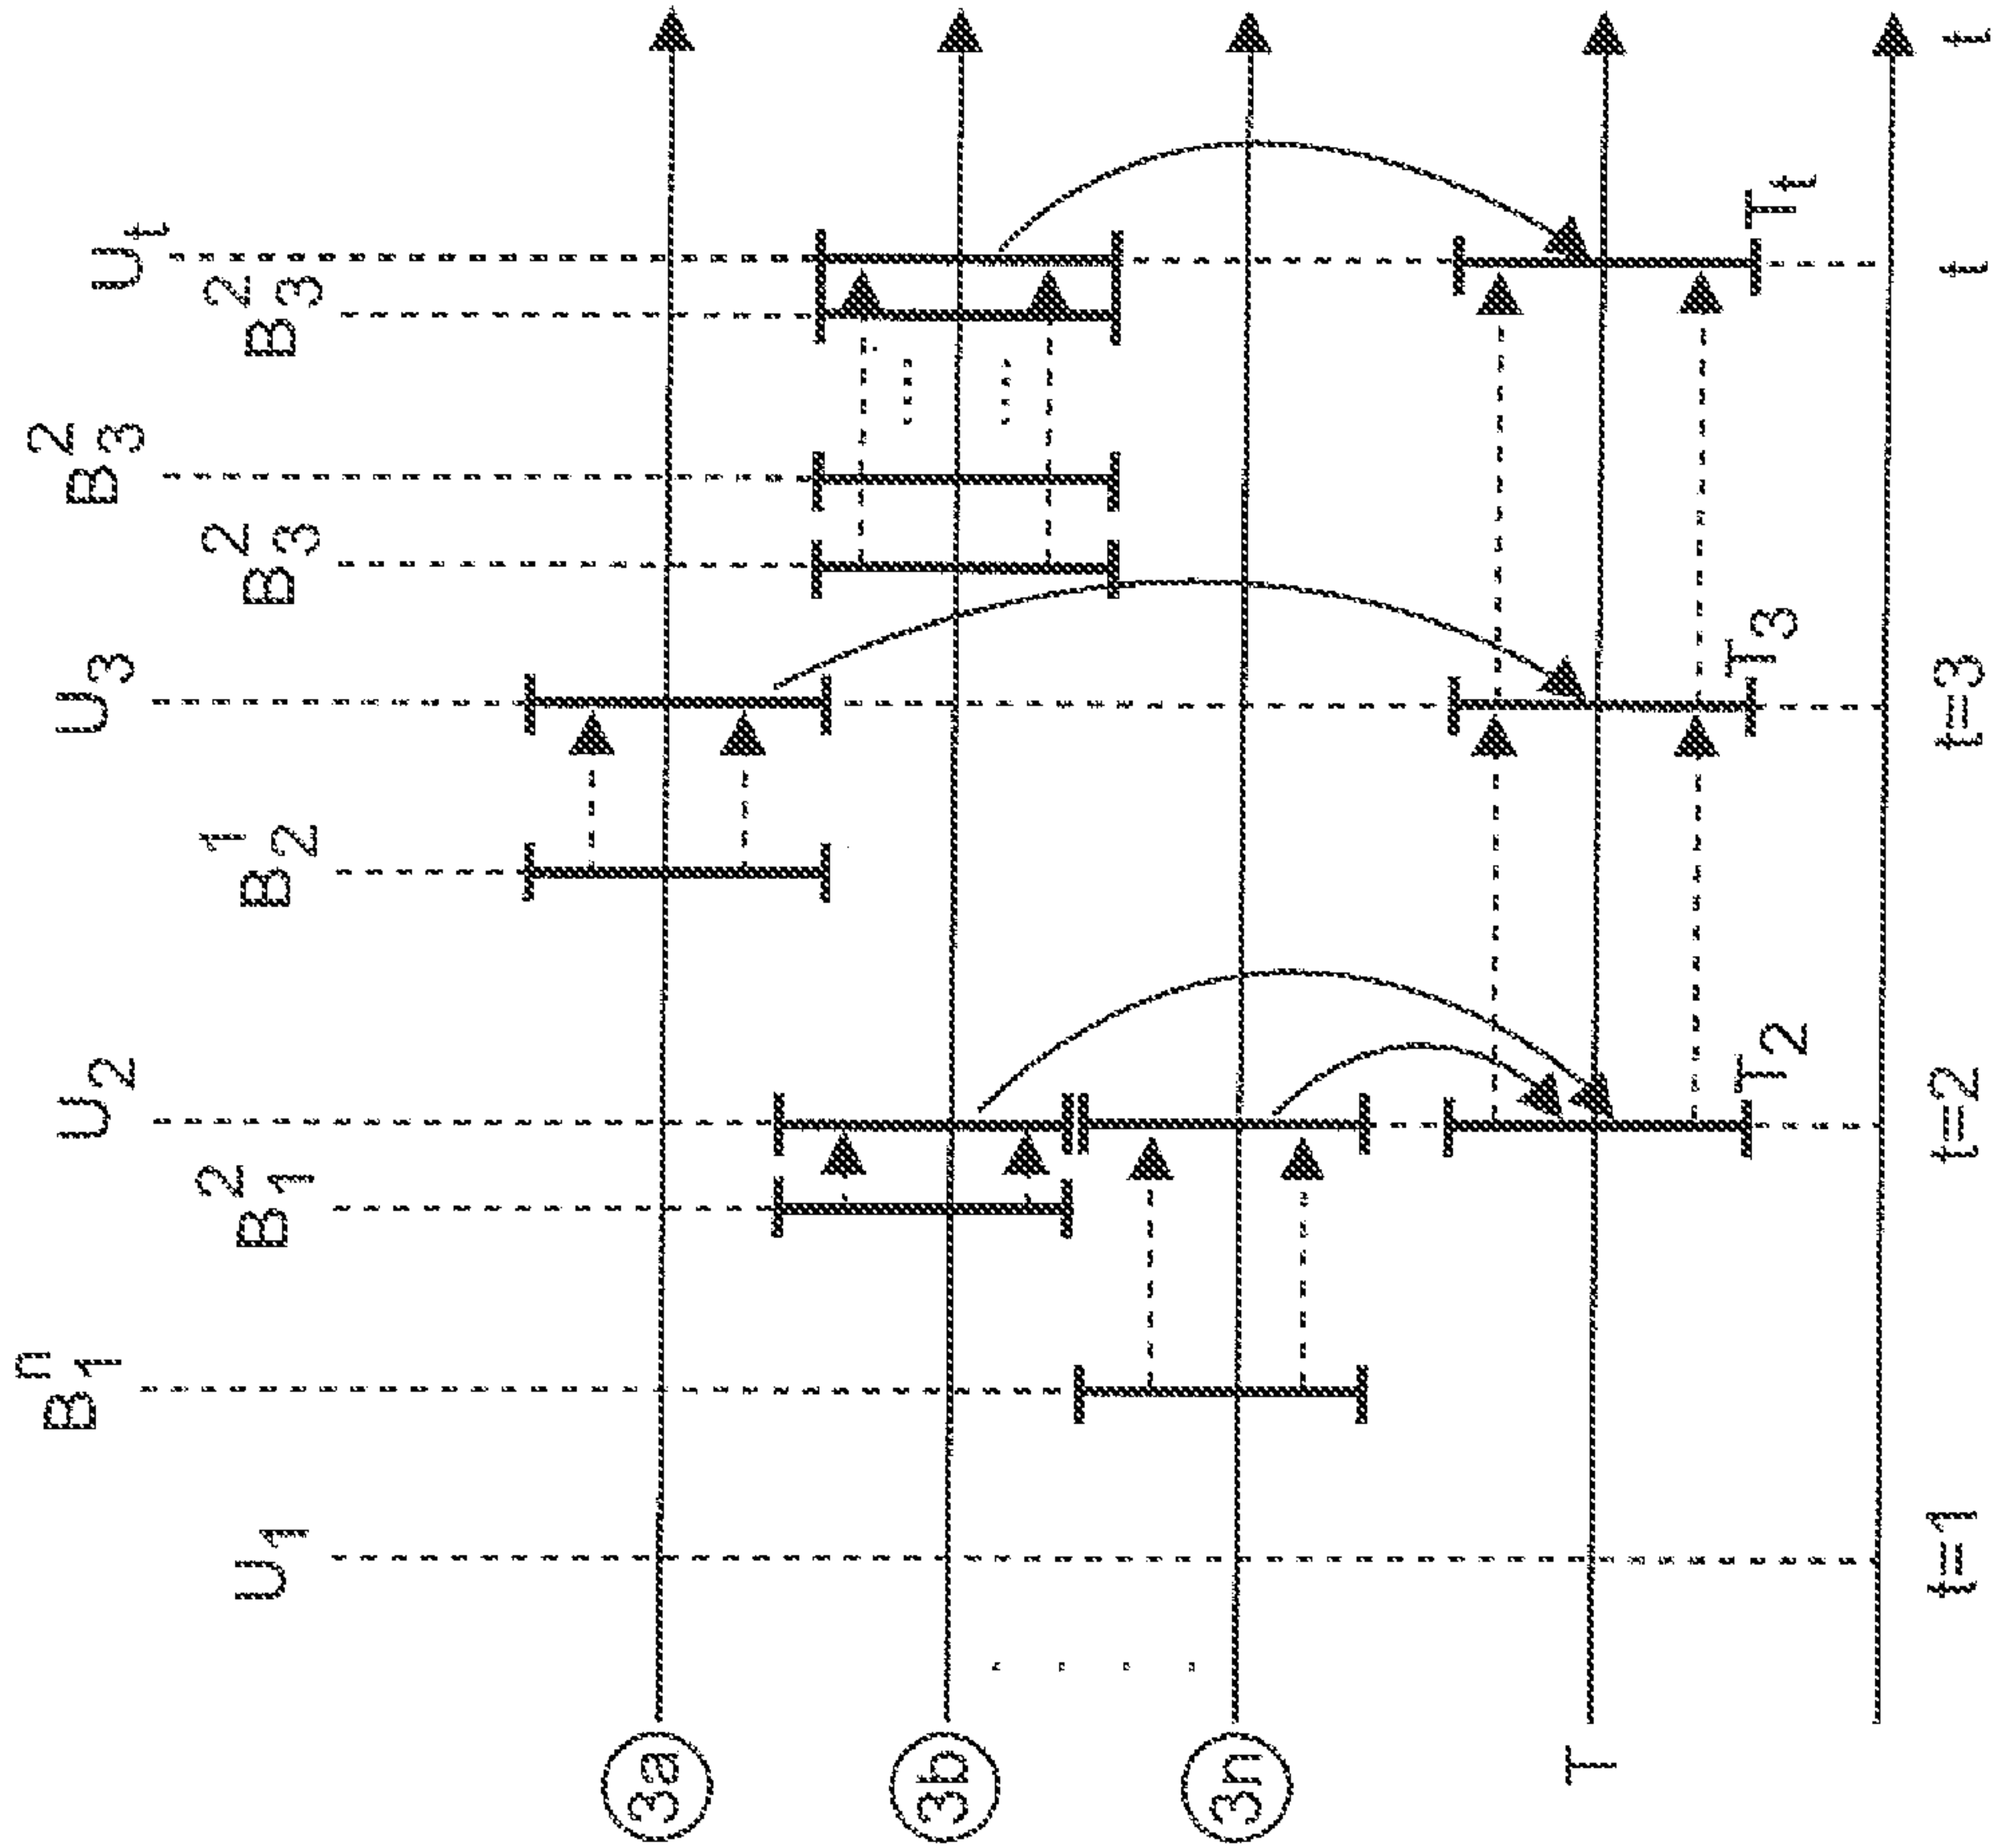 B₁ⁿ U₂ U₃ B₃² Uₜ
U₁ B₁² B₂¹ B₃² B₃²
3a
3b
3n
T
T₂ T₃ Tₜ
t=1 t=2 t=3 t t